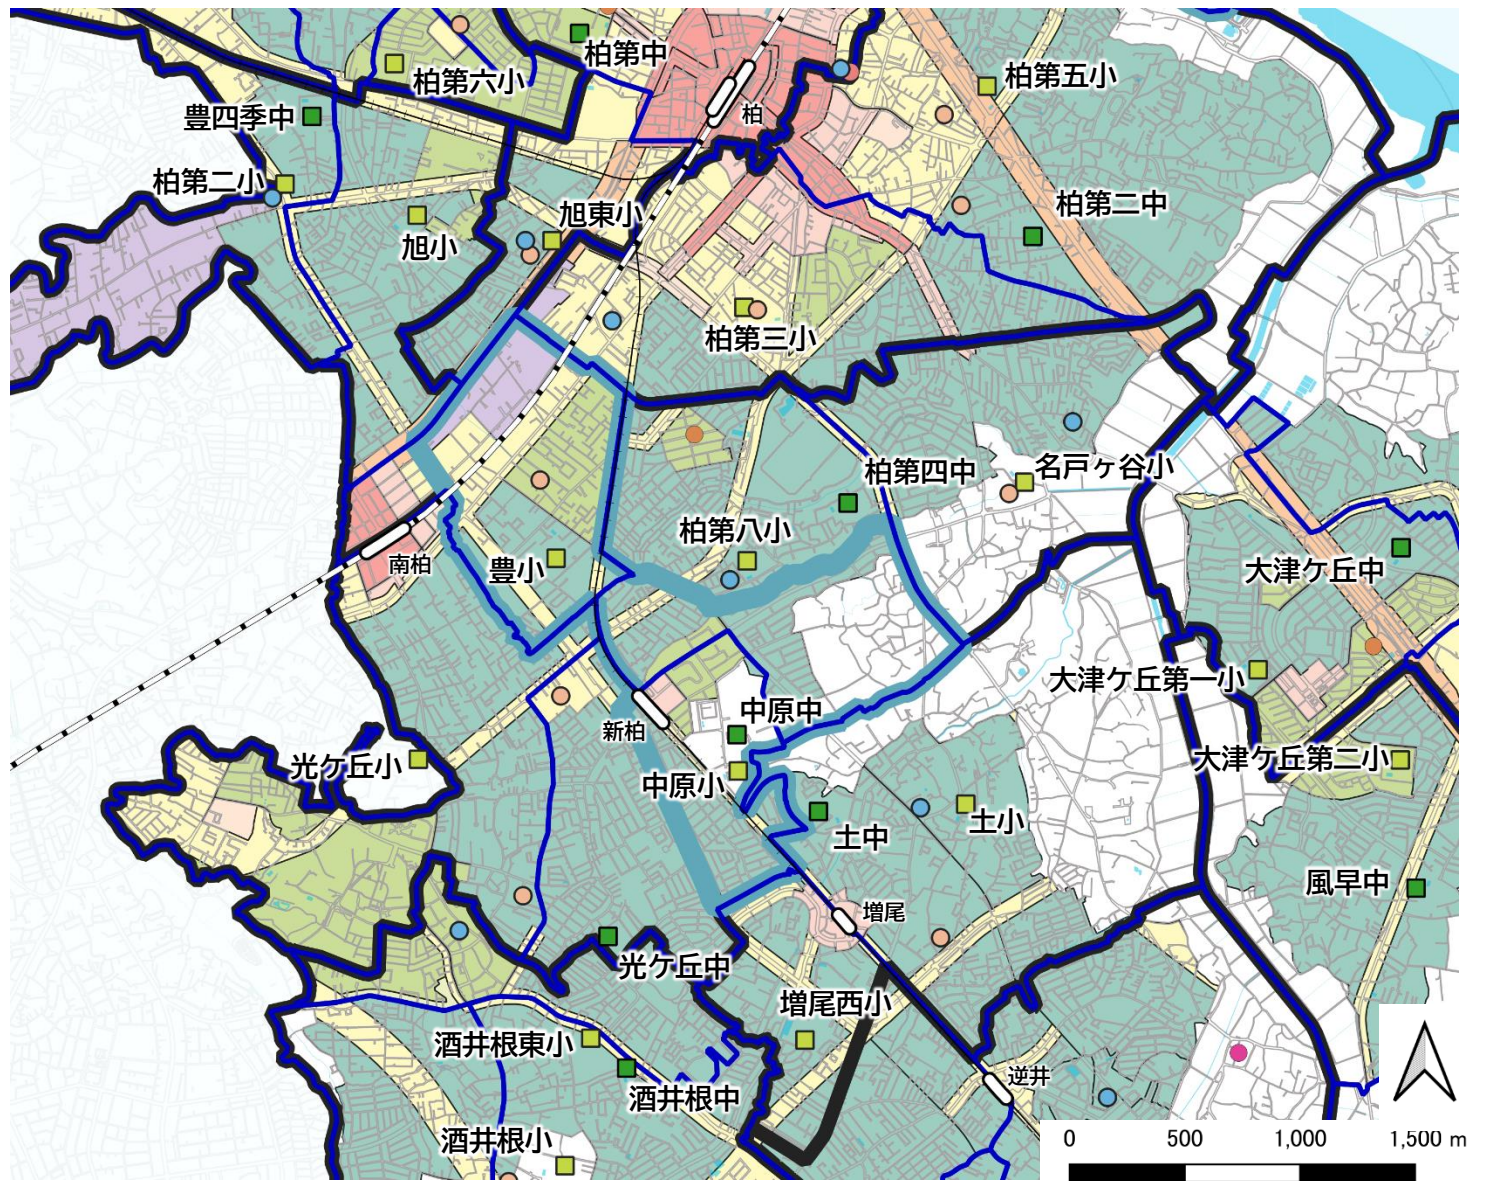 柏第中
柏第六小
柏第五小
柏
豊四季中
柏第二小
柏第二中
旭東小
旭小
柏第三小
柏第四中
名戸ヶ谷小
柏第八小
南柏
豊小
大津ケ丘中
大津ケ丘第一小
中原中
新柏
光ケ丘小
大津ケ丘第二小
中原小
土小
土中
風早中
増尾
光ケ丘中
増尾西小
酒井根東小
逆井
酒井根中
酒井根小
0 500 1,000 1,500 m